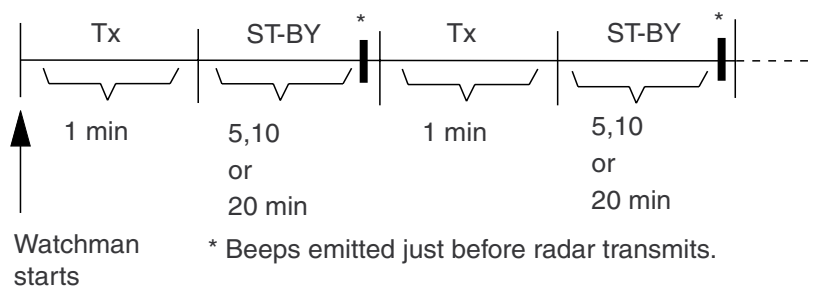 Tx ST-BY * Tx ST-BY *
1 min 5,10 or 20 min 1 min 5,10 or 20 min
Watchman starts
* Beeps emitted just before radar transmits.